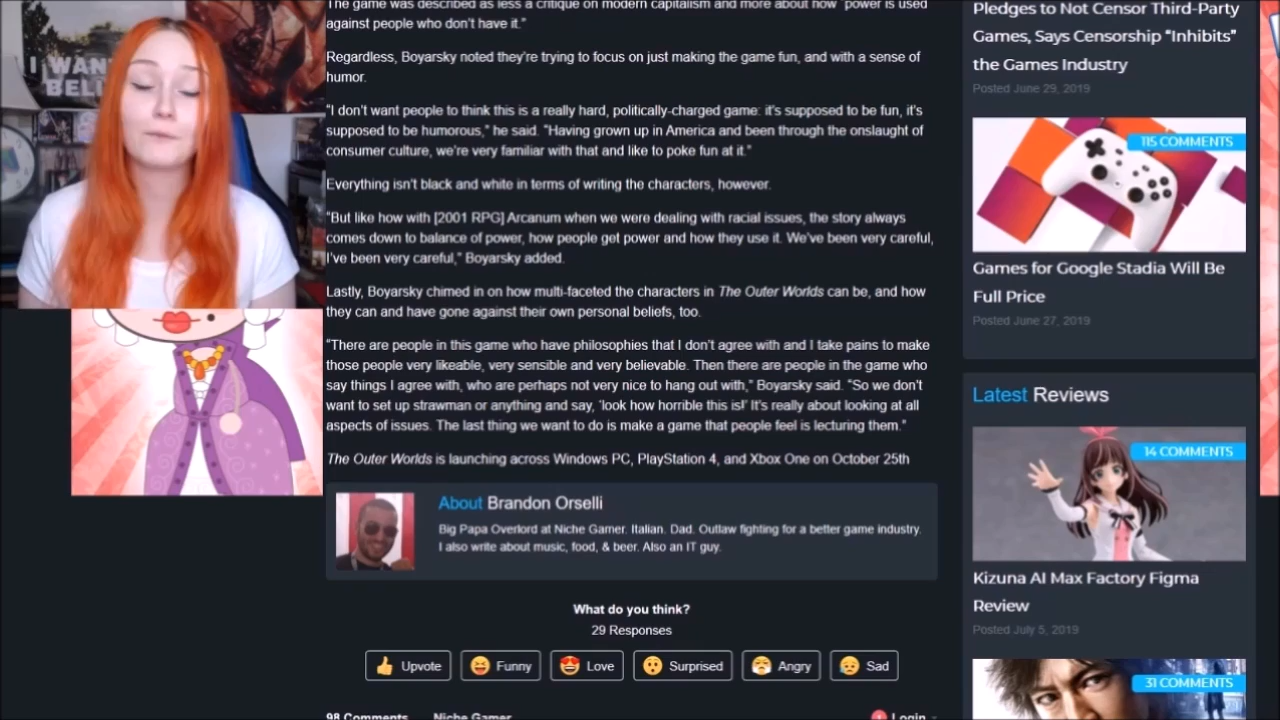 I WAN
BELI
The game was described as less a critique on modern capitalism and more about how "power is used
against people who don't have it."
Regardless, Boyarsky noted they're trying to focus on just making the game fun, and with a sense of
humor.
"I don't want people to think this is a really hard, politically-charged game: it's supposed to be fun, it's
supposed to be humorous," he said. "Having grown up in America and been through the onslaught of
consumer culture, we're very familiar with that and like to poke fun at it."
Everything isn't black and white in terms of writing the characters, however.
"But like how with [2001 RPG] Arcanum when we were dealing with racial issues, the story always
comes down to balance of power, how people get power and how they use it. We've been very careful,
I've been very careful," Boyarsky added.
Lastly, Boyarsky chimed in on how multi-faceted the characters in The Outer Worlds can be, and how
they can and have gone against their own personal beliefs, too.
"There are people in this game who have philosophies that I don't agree with and I take pains to make
those people very likeable, very sensible and very believable. Then there are people in the game who
say things I agree with, who are perhaps not very nice to hang out with," Boyarsky said. "So we don't
want to set up strawman or anything and say, 'look how horrible this is!' It's really about looking at all
aspects of issues. The last thing we want to do is make a game that people feel is lecturing them."
The Outer Worlds is launching across Windows PC, PlayStation 4, and Xbox One on October 25th
About Brandon Orselli
Big Papa Overlord at Niche Gamer. Italian. Dad. Outlaw fighting for a better game industry.
I also write about music, food, & beer. Also an IT guy.
What do you think?
29 Responses
Upvote
Funny
Love
Surprised
Angry
Sad
98 Comments
Niche Gamer
Login
Pledges to Not Censor Third-Party
Games, Says Censorship "Inhibits"
the Games Industry
Posted June 29, 2019
115 COMMENTS
Games for Google Stadia Will Be
Full Price
Posted June 27, 2019
Latest Reviews
14 COMMENTS
Kizuna AI Max Factory Figma
Review
Posted July 5, 2019
31 COMMENTS